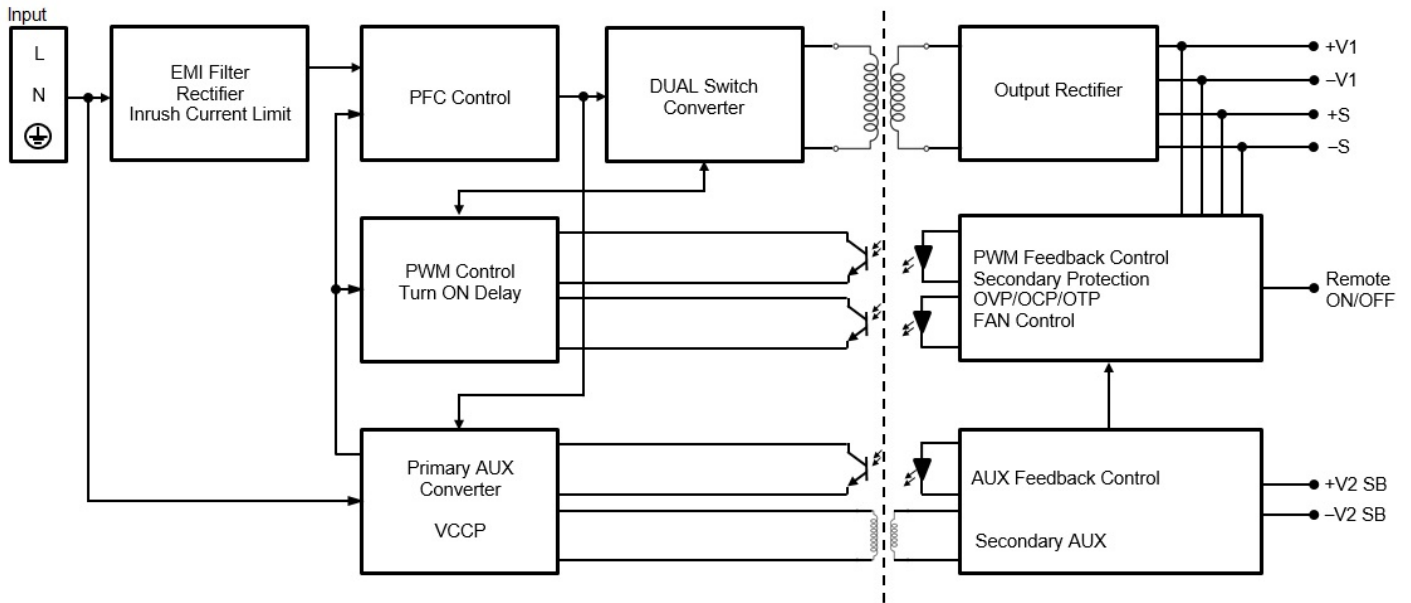 Input
L
N
EMI Filter
Rectifier
Inrush Current Limit
PFC Control
DUAL Switch
Converter
Output Rectifier
+V1
–V1
+S
–S
PWM Control
Turn ON Delay
PWM Feedback Control
Secondary Protection
OVP/OCP/OTP
FAN Control
Remote
ON/OFF
Primary AUX
Converter
VCCP
AUX Feedback Control
Secondary AUX
+V2 SB
–V2 SB